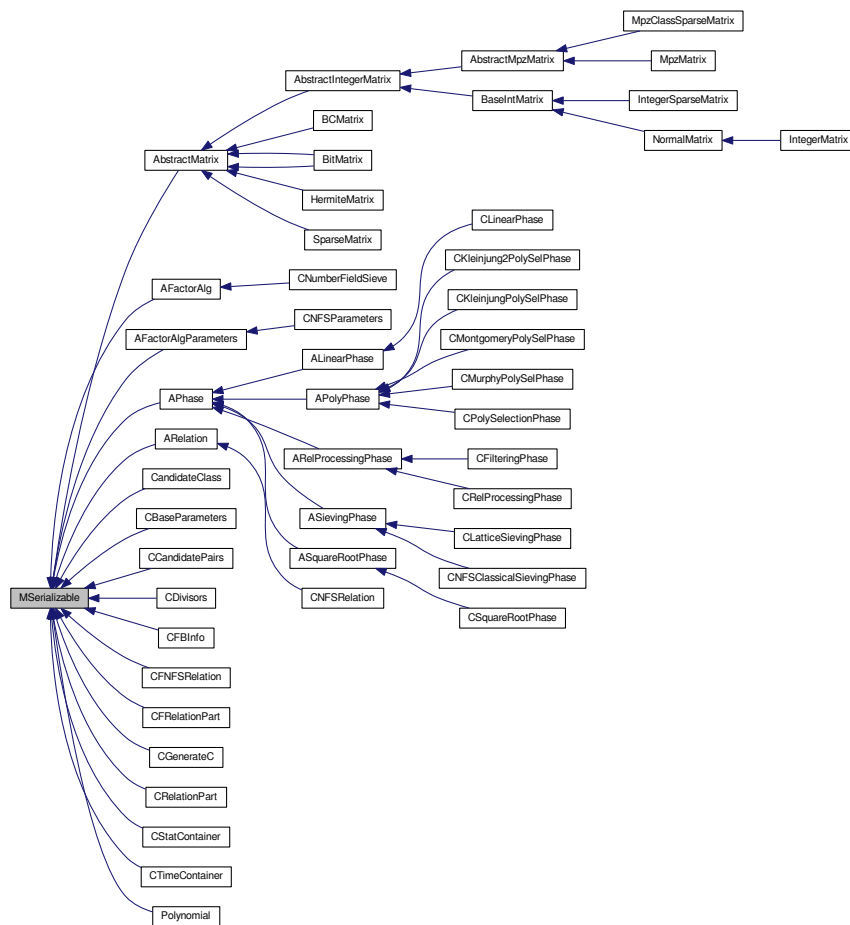 MpzClassSparseMatrix
AbstractMpzMatrix
MpzMatrix
AbstractIntegerMatrix
BaseIntMatrix
IntegerSparseMatrix
BCMatrix
NormalMatrix
IntegerMatrix
AbstractMatrix
BitMatrix
HermiteMatrix
SparseMatrix
CLinearPhase
CKleinjung2PolySelPhase
AFactorAlg
CNumberFieldSieve
CKleinjungPolySelPhase
CNFSParameters
AFactorAlgParameters
CMontgomeryPolySelPhase
ALinearPhase
CMurphyPolySelPhase
APhase
APolyPhase
CPolySelectionPhase
ARelation
ARelProcessingPhase
CFilteringPhase
CandidateClass
CRelProcessingPhase
CBaseParameters
ASievingPhase
CLatticeSievingPhase
CCandidatePairs
ASquareRootPhase
CNFSClassicalSievingPhase
MSerializable
CDivisors
CNFSRelation
CSquareRootPhase
CFBInfo
CFNFSRelation
CFRelationPart
CGenerateC
CRelationPart
CStatContainer
CTimeContainer
Polynomial